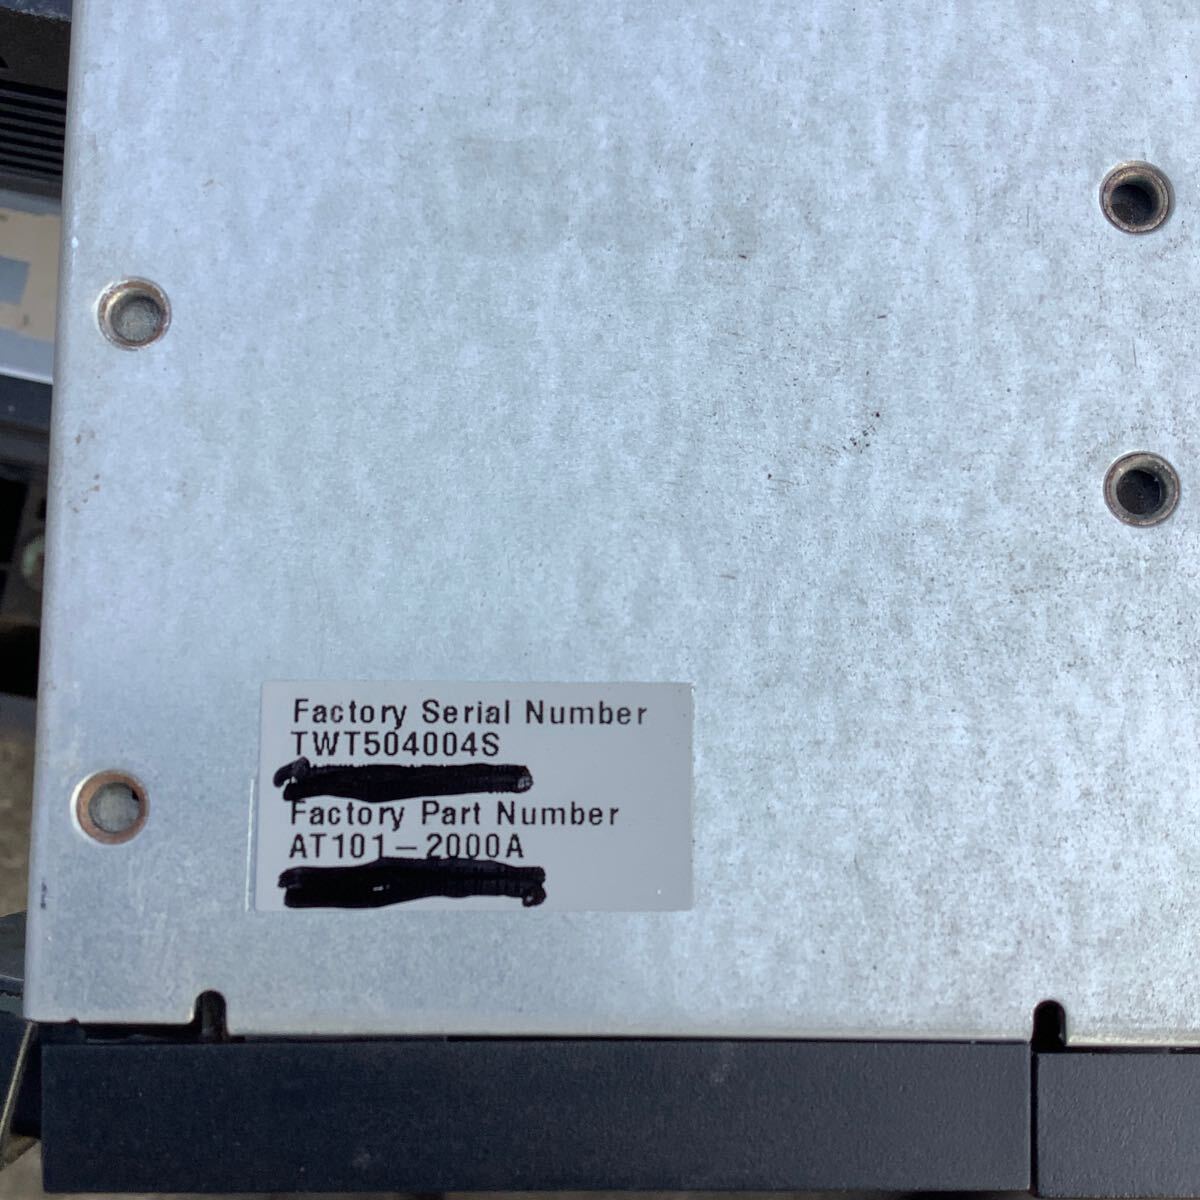 Factory Serial Number
TWT504004S
Factory Part Number
AT101-2000A